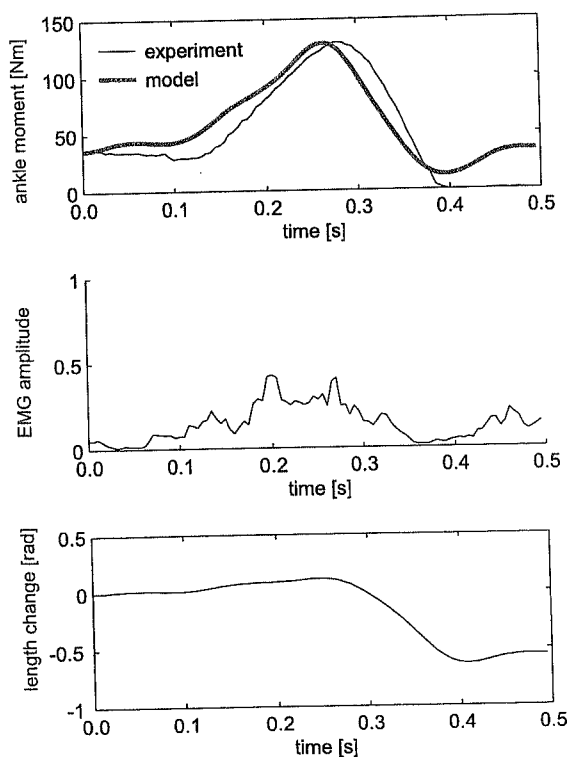 ankle moment [Nm]
150
100
50
0
experiment
model
0.0 0.1 0.2 0.3 0.4 0.5
time [s]
EMG amplitude
1
0.5
0
0.0 0.1 0.2 0.3 0.4 0.5
time [s]
length change [rad]
0.5
0
-0.5
-1
0.0 0.1 0.2 0.3 0.4 0.5
time [s]